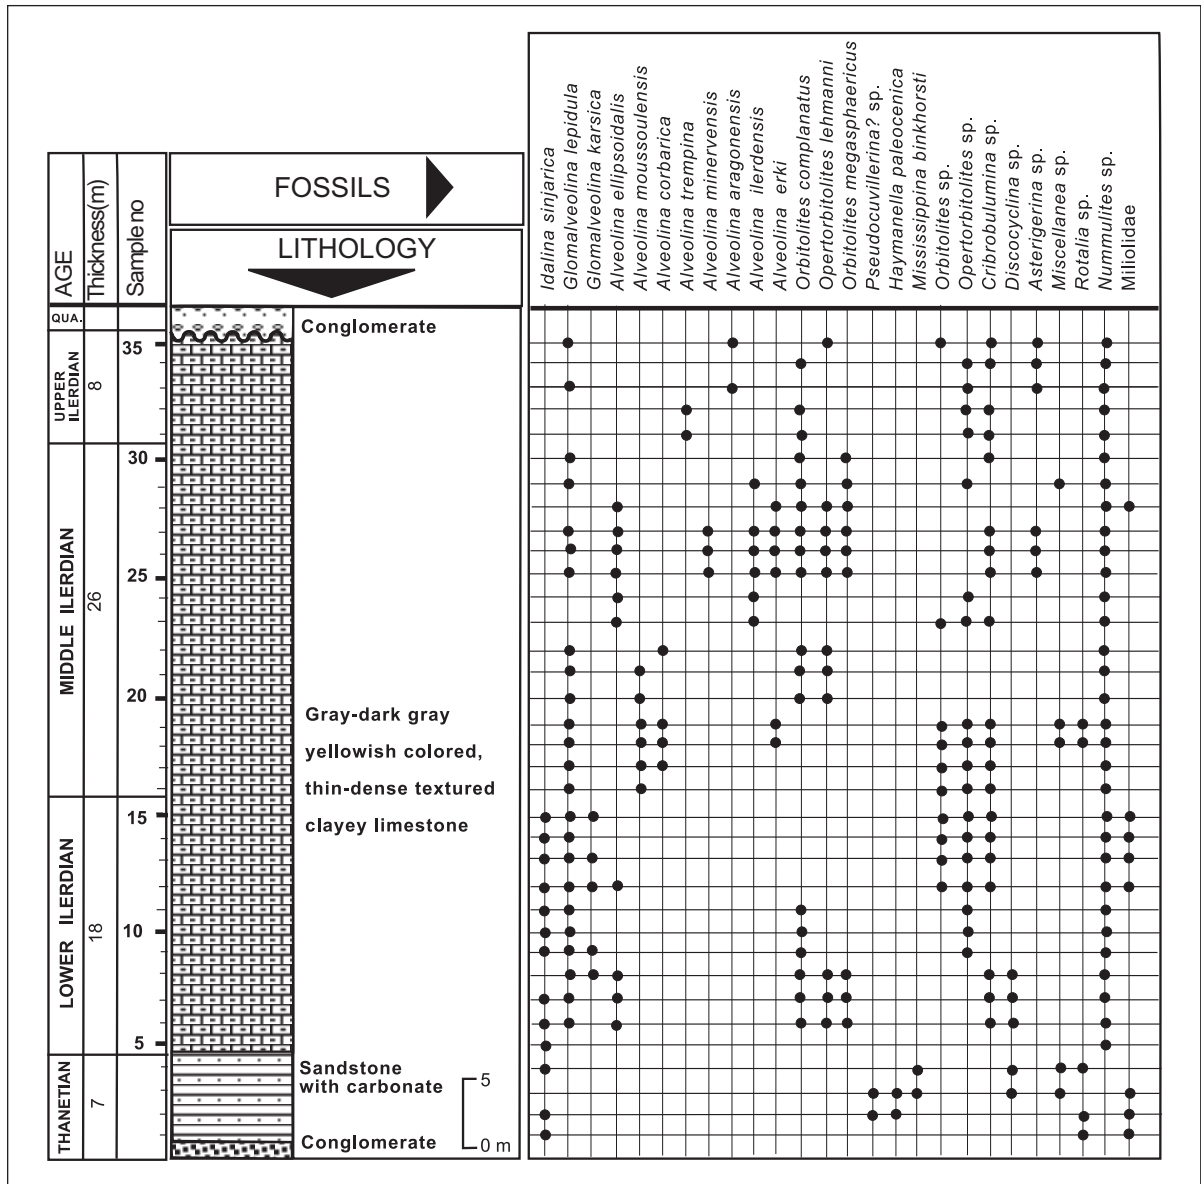 AGE
Thickness(m)
Sample no
FOSSILS
LITHOLOGY
Idalina sinjarica
Glomalveolina lepidula
Glomalveolina karsica
Alveolina ellipsoidalis
Alveolina moussoulensis
Alveolina corbarica
Alveolina trempina
Alveolina minervensis
Alveolina aragonensis
Alveolina ilerdensis
Alveolina erki
Orbitolites complanatus
Opertorbitolites lehmanni
Orbitolites megasphaericus
Pseudocuvillerina? sp.
Haymanella paleocenica
Mississippina binkhorsti
Orbitolites sp.
Opertorbitolites sp.
Cribrobulumina sp.
Discocyclina sp.
Asterigerina sp.
Miscellanea sp.
Rotalia sp.
Nummulites sp.
Miliolidae
QUA.
Conglomerate
35
UPPER
ILERDIAN
8
30
MIDDLE ILERDIAN
26
25
20
Gray-dark gray
yellowish colored,
thin-dense textured
clayey limestone
15
LOWER ILERDIAN
18
10
5
THANETIAN
7
Sandstone
with carbonate
5
0 m
Conglomerate